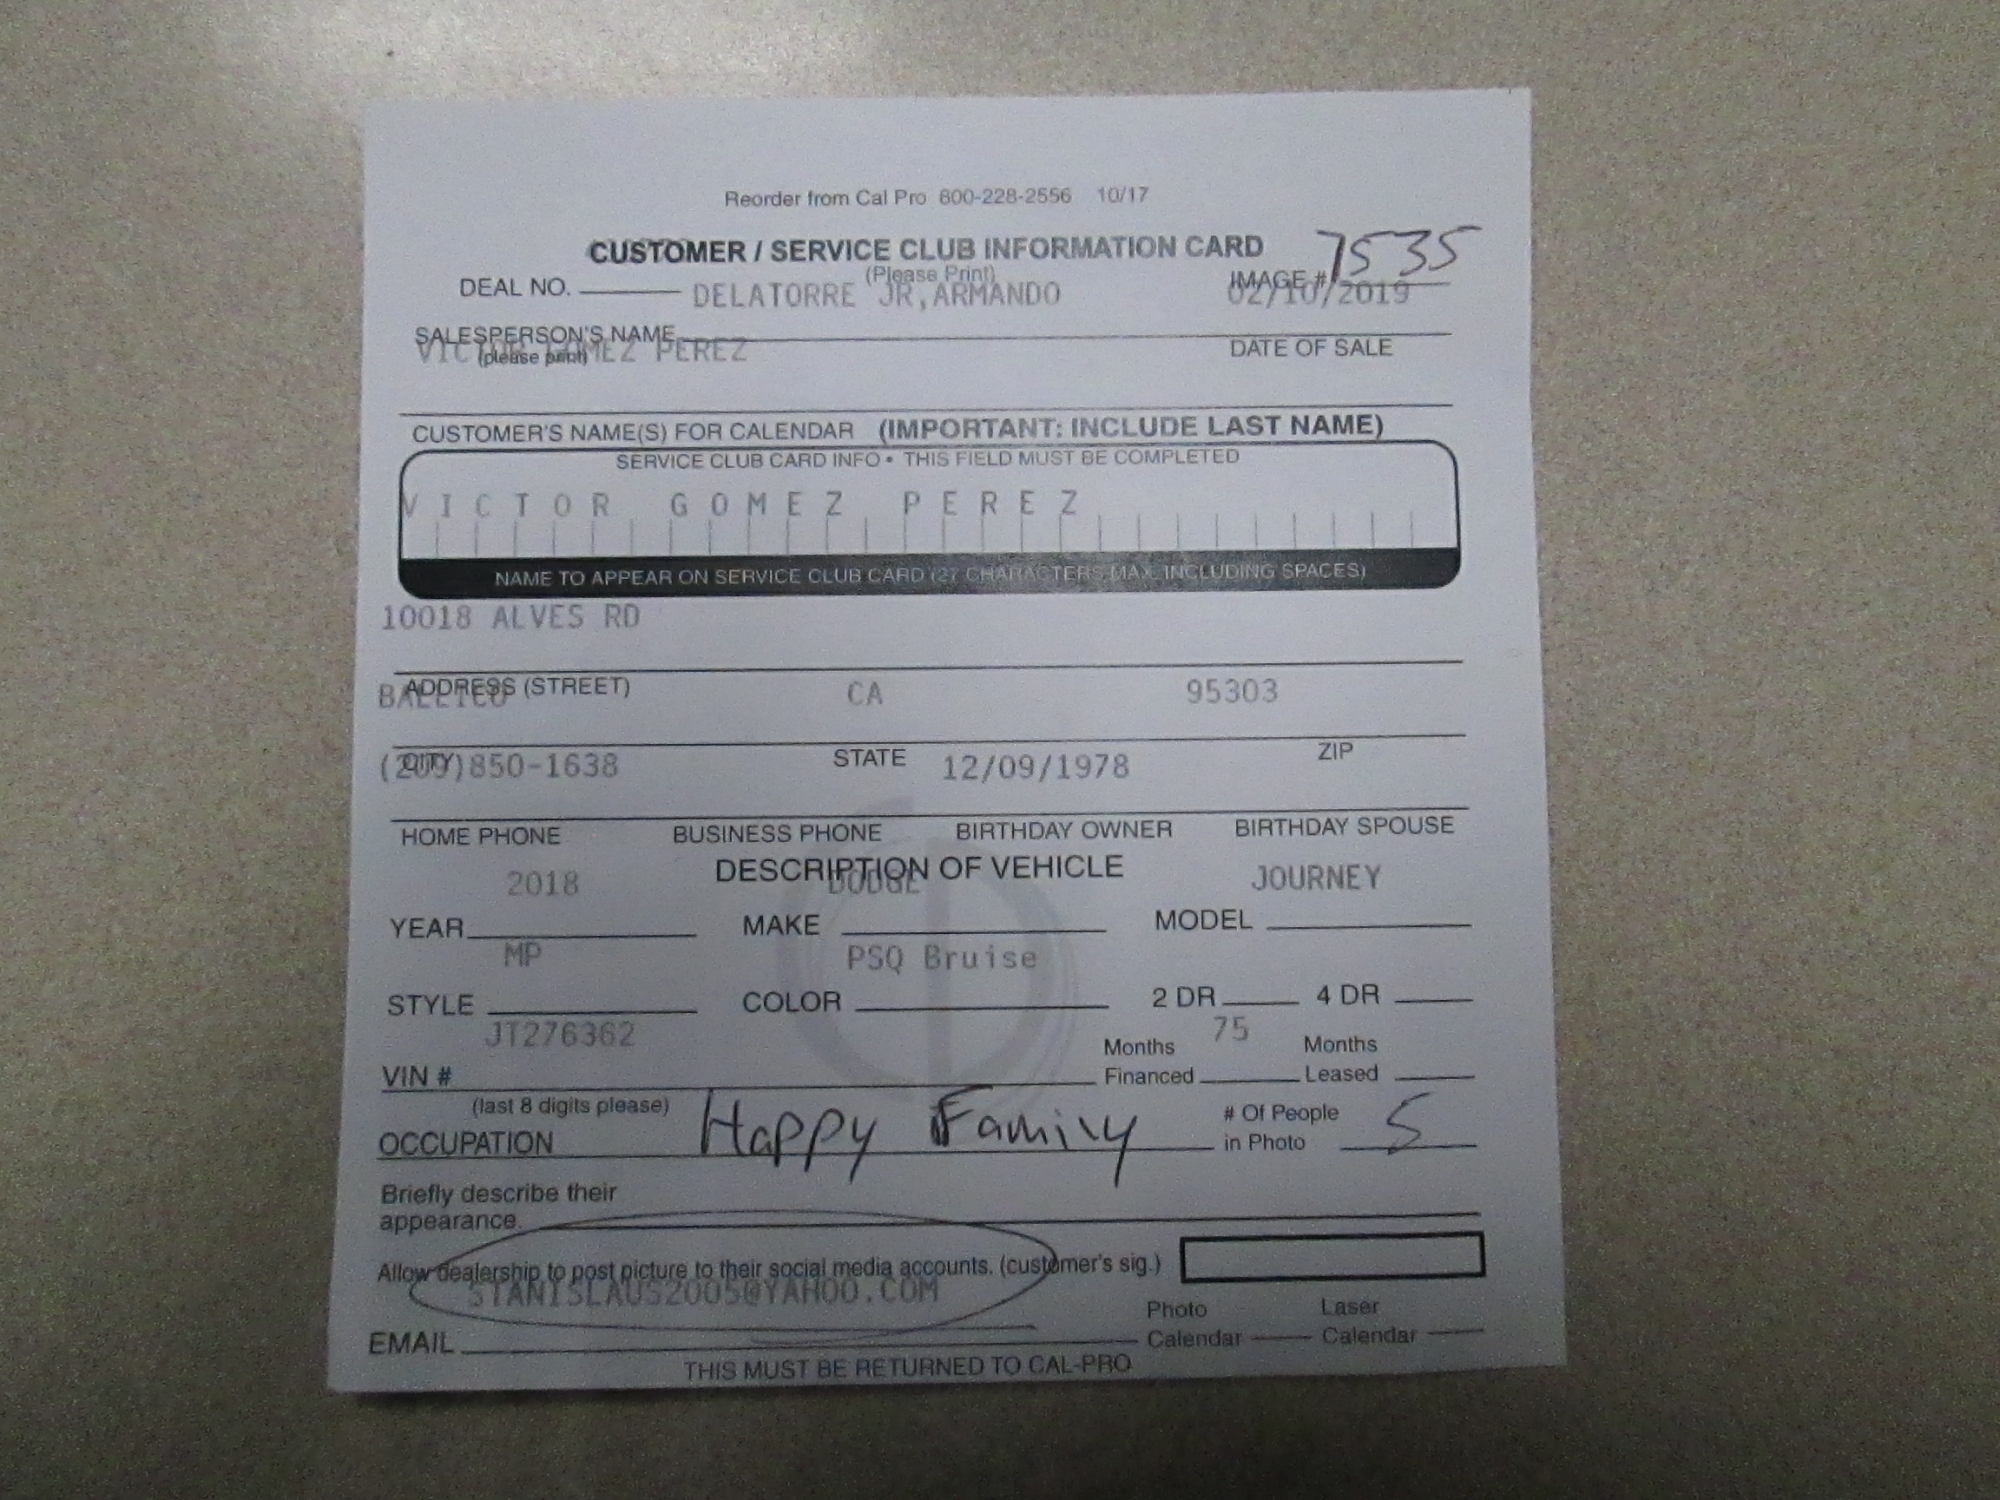 Reorder from Cal Pro 800-228-2556 10/17
CUSTOMER / SERVICE CLUB INFORMATION CARD
(Please Print)
IMAGE # 7535
DEAL NO. DELATORRE JR,ARMANDO 02/10/2019
SALESPERSON'S NAME
(please print) DATE OF SALE
VICTOR GOMEZ PEREZ
CUSTOMER'S NAME(S) FOR CALENDAR (IMPORTANT: INCLUDE LAST NAME)
SERVICE CLUB CARD INFO • THIS FIELD MUST BE COMPLETED
VICTOR GOMEZ PEREZ
NAME TO APPEAR ON SERVICE CLUB CARD (27 CHARACTERS MAX. INCLUDING SPACES)
10018 ALVES RD
ADDRESS (STREET)
CA 95303
CITY STATE ZIP
(209)850-1638 12/09/1978
HOME PHONE BUSINESS PHONE BIRTHDAY OWNER BIRTHDAY SPOUSE
DESCRIPTION OF VEHICLE
2018 DODGE JOURNEY
YEAR MAKE MODEL
MP PSQ Bruise
STYLE COLOR 2 DR 4 DR
JT276362 75
Months Financed Months Leased
VIN #
(last 8 digits please)
OCCUPATION Happy Family # Of People in Photo 5
Briefly describe their
appearance.
Allow dealership to post picture to their social media accounts. (customer's sig.)
STANISLAUS2005@YAHOO.COM
EMAIL Photo Calendar Laser Calendar
THIS MUST BE RETURNED TO CAL-PRO